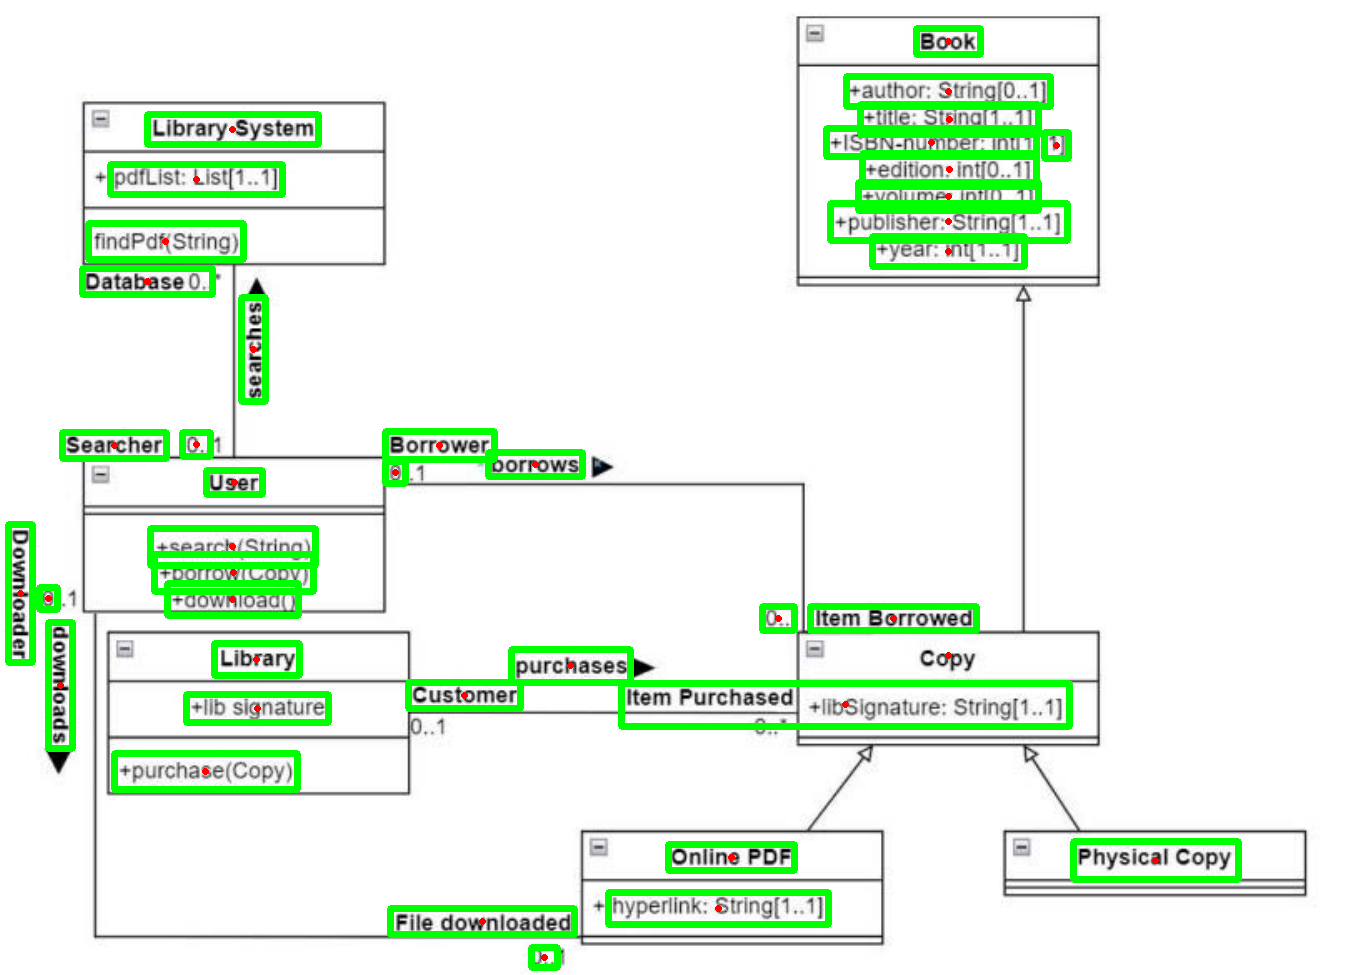 Book
+author: String[0..1]
+title: String[1..1]
+ISBN-number: int[1..1]
+edition: int[0..1]
+volume: int[0..1]
+publisher: String[1..1]
+year: int[1..1]
Library System
+ pdfList: List[1..1]
findPdf(String)
Database 0..*
searches
Searcher 0..1
User
+search(String)
+borrow(Copy)
+download()
Borrower
0..1
borrows
Downloader
0..1
downloads
0..
Item Borrowed
Library
+lib signature
+purchase(Copy)
purchases
Customer
0..1
Item Purchased
0..*
Copy
+libSignature: String[1..1]
Online PDF
+ hyperlink: String[1..1]
Physical Copy
File downloaded
0..1